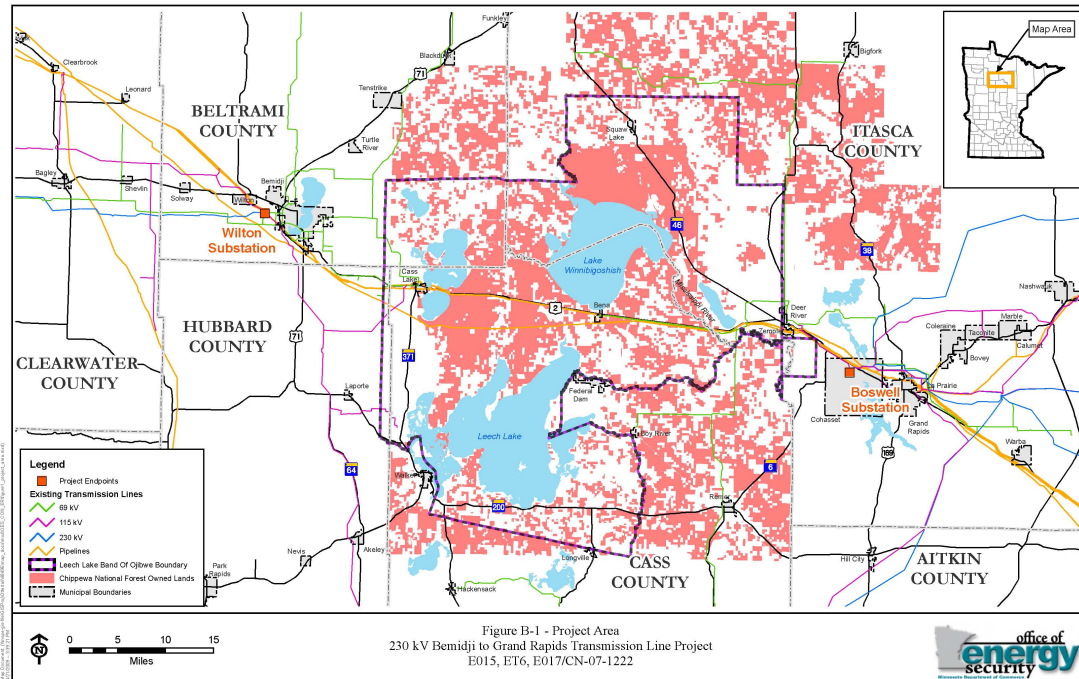 Map Area
Funkley
Blackduck
Bigfork
Clearbrook
71
Leonard
Tenstrike
BELTRAMI
COUNTY
Squaw
Lake
ITASCA
COUNTY
Turtle
River
Bagley
Shevlin
Solway
Bemidji
Wilton
Wilton
Substation
46
38
Lake
Winnibigoshish
Mississippi River
Cass
Lake
Nashwauk
2
Bena
Deer
River
Zemple
Marble
Taconite
Coleraine
Calumet
Bovey
HUBBARD
COUNTY
71
371
CLEARWATER
COUNTY
Laporte
Federal
Dam
La Prairie
Boswell
Substation
Cohasset
Grand
Rapids
Leech Lake
Boy River
Warba
169
64
Walker
6
200
Remer
Akeley
Nevis
Longville
Hill City
CASS
COUNTY
AITKIN
COUNTY
Park
Rapids
Hackensack
Legend
Project Endpoints
Existing Transmission Lines
69 kV
115 kV
230 kV
Pipelines
Leech Lake Band Of Ojibwe Boundary
Chippewa National Forest Owned Lands
Municipal Boundaries
N
0 5 10 15
Miles
Figure B-1 - Project Area
230 kV Bemidji to Grand Rapids Transmission Line Project
E015, ET6, E017/CN-07-1222
office of
energy
security
Minnesota Department of Commerce